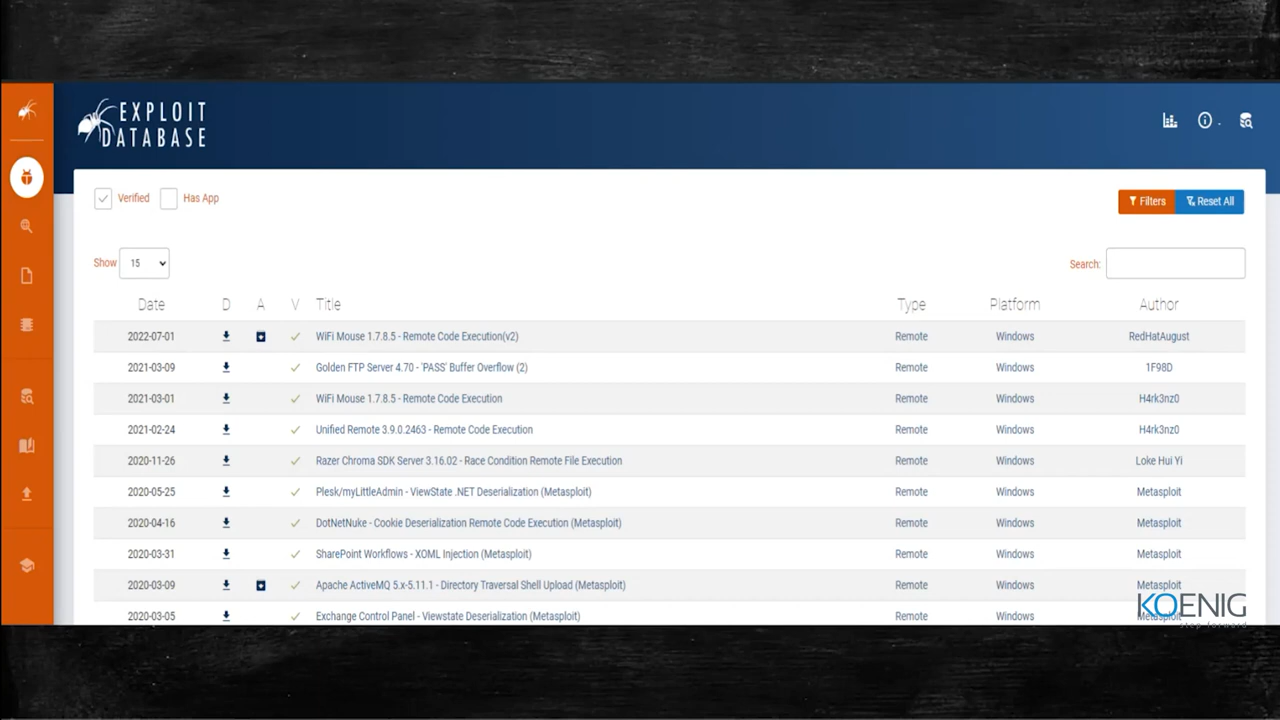 EXPLOIT
DATABASE
Verified Has App
Filters Reset All
Show 15 Search:
Date D A V Title Type Platform Author
2022-07-01 WiFi Mouse 1.7.8.5 - Remote Code Execution(v2) Remote Windows RedHatAugust
2021-03-09 Golden FTP Server 4.70 - 'PASS' Buffer Overflow (2) Remote Windows 1F98D
2021-03-01 WiFi Mouse 1.7.8.5 - Remote Code Execution Remote Windows H4rk3nz0
2021-02-24 Unified Remote 3.9.0.2463 - Remote Code Execution Remote Windows H4rk3nz0
2020-11-26 Razer Chroma SDK Server 3.16.02 - Race Condition Remote File Execution Remote Windows Loke Hui Yi
2020-05-25 Plesk/myLittleAdmin - ViewState .NET Deserialization (Metasploit) Remote Windows Metasploit
2020-04-16 DotNetNuke - Cookie Deserialization Remote Code Execution (Metasploit) Remote Windows Metasploit
2020-03-31 SharePoint Workflows - XOML Injection (Metasploit) Remote Windows Metasploit
2020-03-09 Apache ActiveMQ 5.x-5.11.1 - Directory Traversal Shell Upload (Metasploit) Remote Windows Metasploit
2020-03-05 Exchange Control Panel - Viewstate Deserialization (Metasploit) Remote Windows Metasploit
KOENIG
step forward